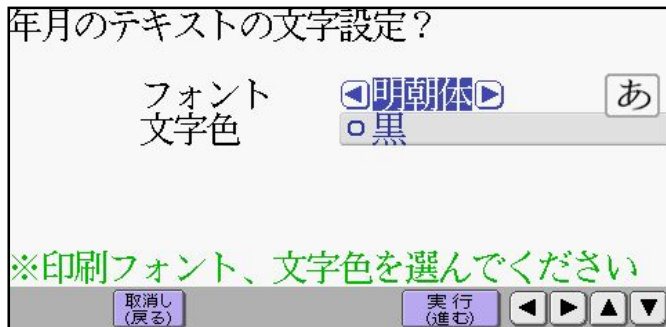 年月のテキストの文字設定？
フォント ◀明朝体▶ あ
文字色 黒
※印刷フォント、文字色を選んでください
取消し
(戻る)
実行
(進む)
◀ ▶ ▲ ▼